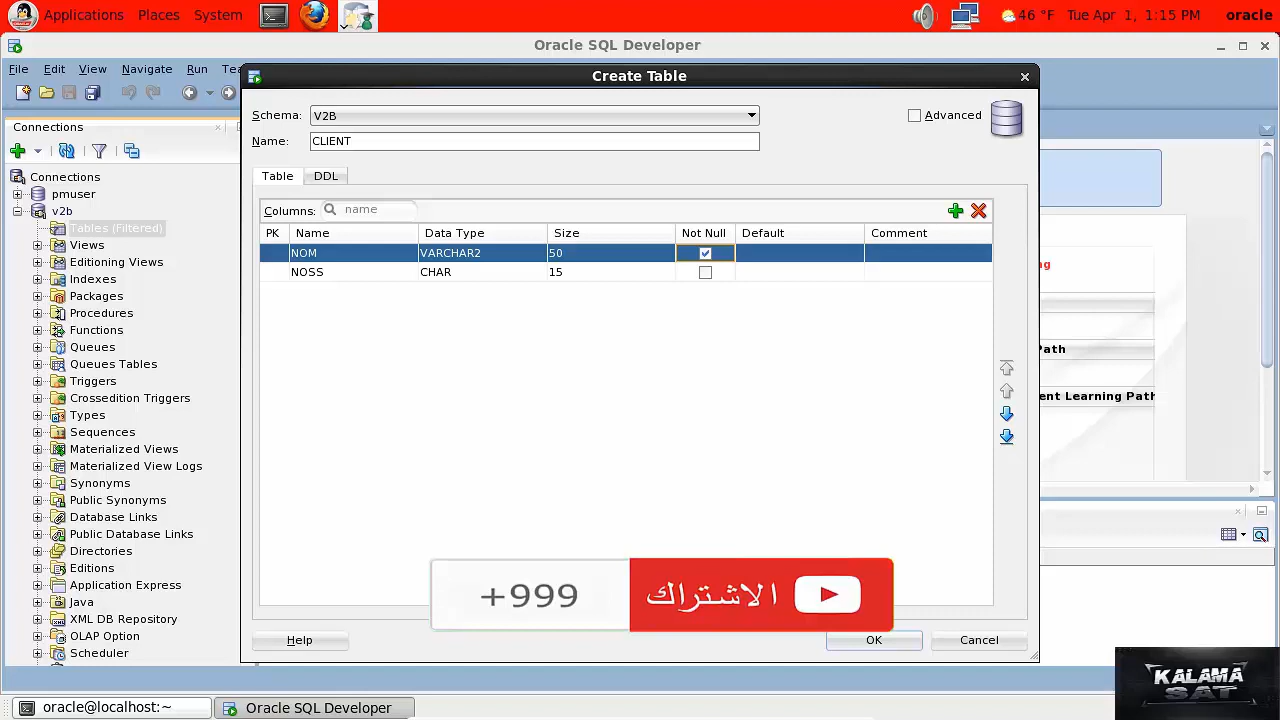 Applications Places System 46 °F Tue Apr 1, 1:15 PM oracle
Oracle SQL Developer
File Edit View Navigate Run
Create Table
Schema: V2B Advanced
Name: CLIENT
Connections
Table DDL
Columns: name
PK Name Data Type Size Not Null Default Comment
NOM VARCHAR2 50
NOSS CHAR 15
Connections
pmuser
v2b
Tables (Filtered)
Views
Editioning Views
Indexes
Packages
Procedures
Functions
Queues
Queues Tables
Triggers
Crossedition Triggers
Types
Sequences
Materialized Views
Materialized View Logs
Synonyms
Public Synonyms
Database Links
Public Database Links
Directories
Editions
Application Express
Java
XML DB Repository
OLAP Option
Scheduler
Path
ent Learning Path
+999 الاشتراك
Help OK Cancel
KALAMA
SAT
oracle@localhost:~ Oracle SQL Developer